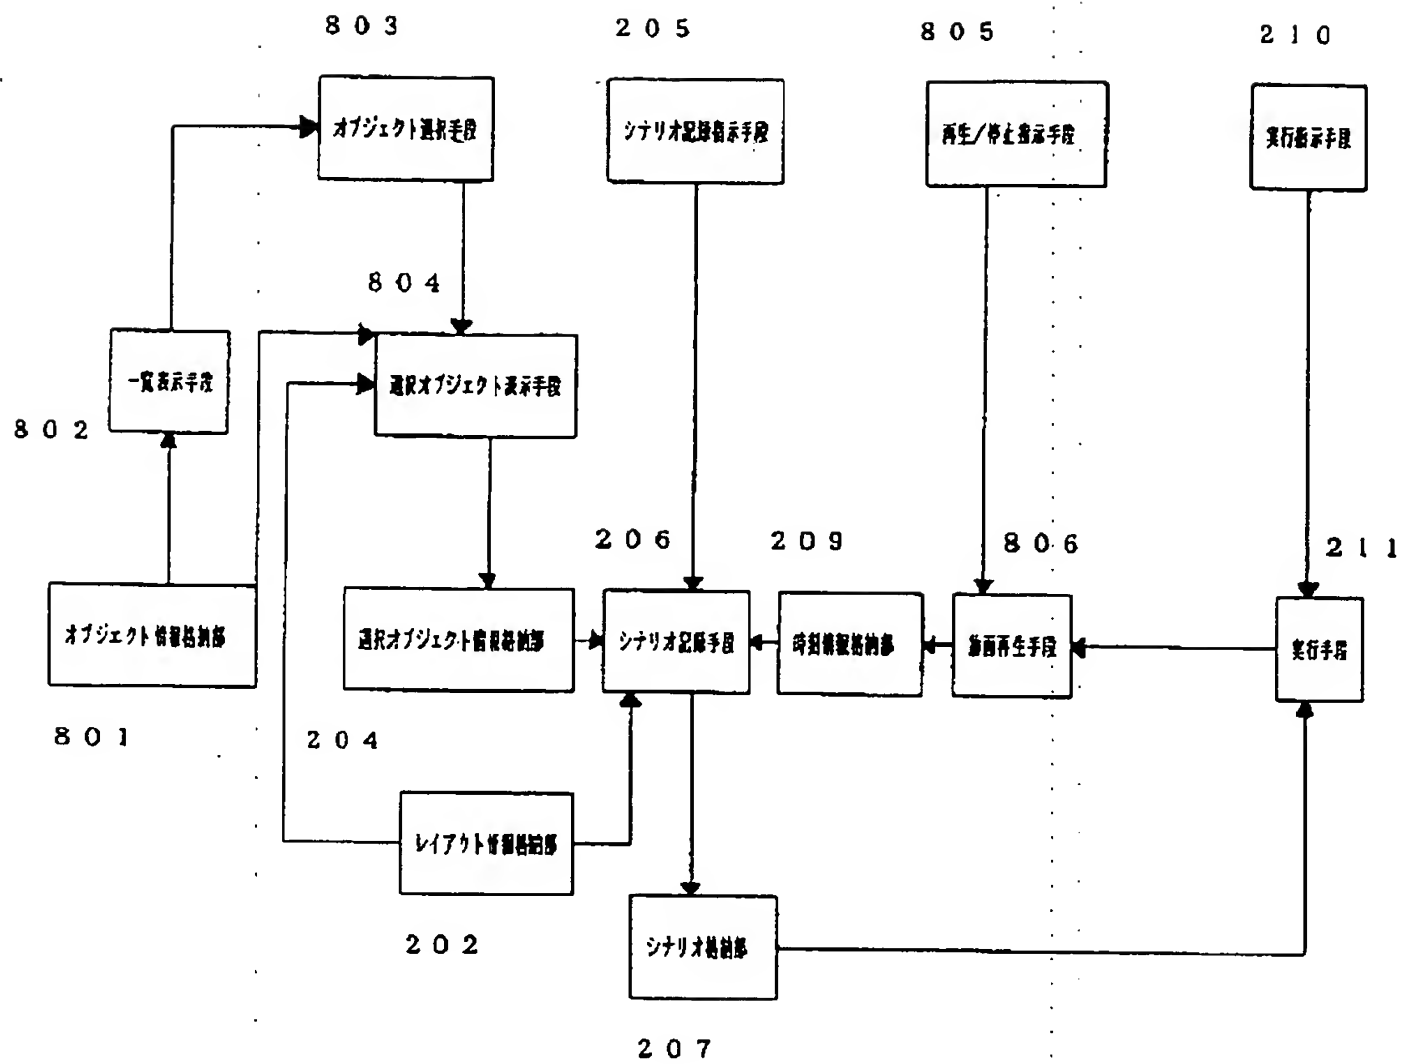 ８０３
２０５
８０５
２１０
オブジェクト選択手段
シナリオ記録指示手段
再生／停止指示手段
実行指示手段
８０４
一覧表示手段
選択オブジェクト表示手段
８０２
２０６
２０９
８０６
２１１
オブジェクト情報格納部
選択オブジェクト情報格納部
シナリオ記録手段
時刻情報格納部
動画再生手段
実行手段
８０１
２０４
レイアウト情報格納部
２０２
シナリオ格納部
２０７